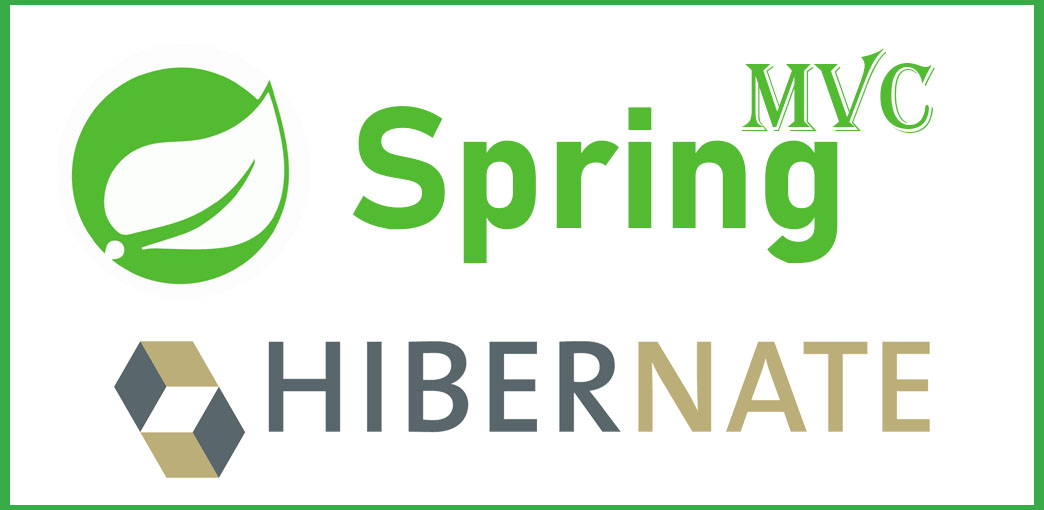 Spring MVC
HIBERNATE